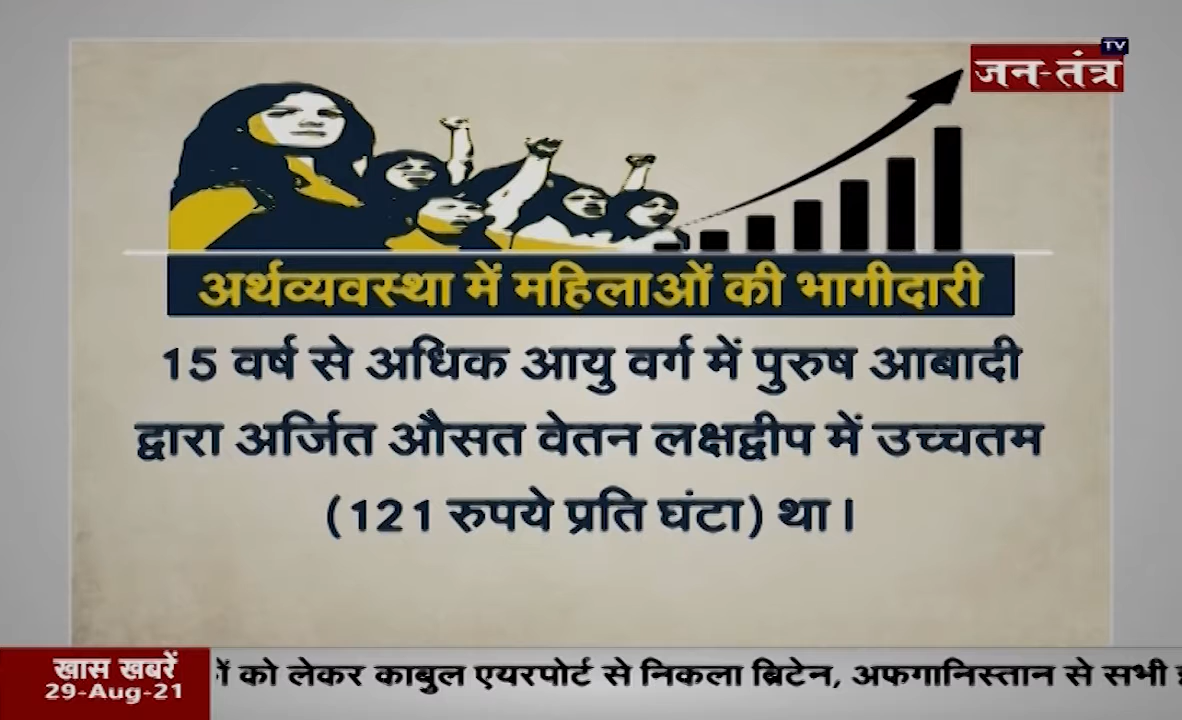 TV
जन-तंत्र
अर्थव्यवस्था में महिलाओं की भागीदारी
15 वर्ष से अधिक आयु वर्ग में पुरुष आबादी
द्वारा अर्जित औसत वेतन लक्षद्वीप में उच्चतम
(121 रुपये प्रति घंटा) था।
खास खबरें
29-Aug-21
को लेकर काबुल एयरपोर्ट से निकला ब्रिटेन, अफगानिस्तान से सभी